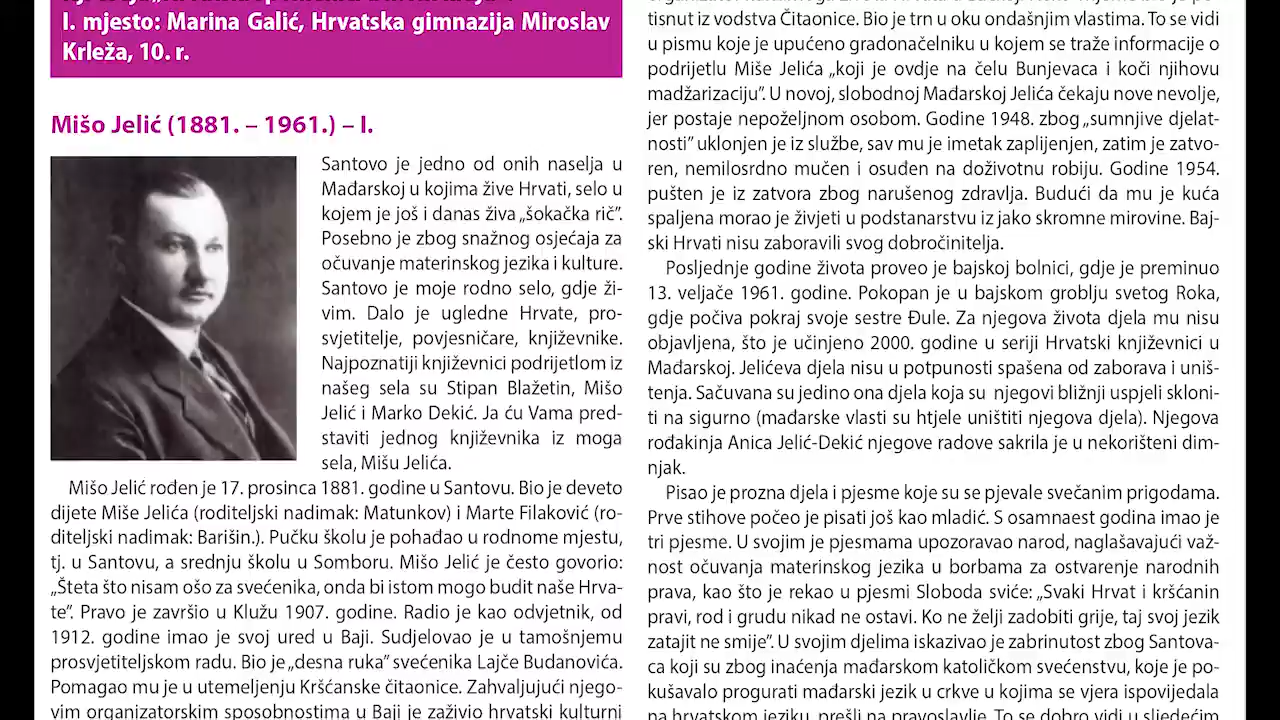 I. mjesto: Marina Galić, Hrvatska gimnazija Miroslav
Krleža, 10. r.
Mišo Jelić (1881. – 1961.) – I.
Santovo je jedno od onih naselja u
Mađarskoj u kojima žive Hrvati, selo u
kojem je još i danas živa „šokačka rič”.
Posebno je zbog snažnog osjećaja za
očuvanje materinskog jezika i kulture.
Santovo je moje rodno selo, gdje ži-
vim. Dalo je ugledne Hrvate, pro-
svjetitelje, povjesničare, književnike.
Najpoznatiji književnici podrijetlom iz
našeg sela su Stipan Blažetin, Mišo
Jelić i Marko Dekić. Ja ću Vama pred-
staviti jednog književnika iz moga
sela, Mišu Jelića.
Mišo Jelić rođen je 17. prosinca 1881. godine u Santovu. Bio je deveto
dijete Miše Jelića (roditeljski nadimak: Matunkov) i Marte Filaković (ro-
diteljski nadimak: Barišin.). Pučku školu je pohađao u rodnome mjestu,
tj. u Santovu, a srednju školu u Somboru. Mišo Jelić je često govorio:
„Šteta što nisam ošo za svećenika, onda bi istom mogo budit naše Hrva-
te”. Pravo je završio u Klužu 1907. godine. Radio je kao odvjetnik, od
1912. godine imao je svoj ured u Baji. Sudjelovao je u tamošnjemu
prosvjetiteljskom radu. Bio je „desna ruka” svećenika Lajče Budanovića.
Pomagao mu je u utemeljenju Kršćanske čitaonice. Zahvaljujući njego-
vim organizatorskim sposobnostima u Baji je zaživio hrvatski kulturni
tisnut iz vodstva Čitaonice. Bio je trn u oku ondašnjim vlastima. To se vidi
u pismu koje je upućeno gradonačelniku u kojem se traže informacije o
podrijetlu Miše Jelića „koji je ovdje na čelu Bunjevaca i koči njihovu
madžarizaciju”. U novoj, slobodnoj Mađarskoj Jelića čekaju nove nevolje,
jer postaje nepoželjnom osobom. Godine 1948. zbog „sumnjive djelat-
nosti” uklonjen je iz službe, sav mu je imetak zaplijenjen, zatim je zatvo-
ren, nemilosrdno mučen i osuđen na doživotnu robiju. Godine 1954.
pušten je iz zatvora zbog narušenog zdravlja. Budući da mu je kuća
spaljena morao je živjeti u podstanarstvu iz jako skromne mirovine. Baj-
ski Hrvati nisu zaboravili svog dobročinitelja.
Posljednje godine života proveo je bajskoj bolnici, gdje je preminuo
13. veljače 1961. godine. Pokopan je u bajskom groblju svetog Roka,
gdje počiva pokraj svoje sestre Đule. Za njegova života djela mu nisu
objavljena, što je učinjeno 2000. godine u seriji Hrvatski književnici u
Mađarskoj. Jelićeva djela nisu u potpunosti spašena od zaborava i uniš-
tenja. Sačuvana su jedino ona djela koja su njegovi bližnji uspjeli skloni-
ti na sigurno (mađarske vlasti su htjele uništiti njegova djela). Njegova
rođakinja Anica Jelić-Dekić njegove radove sakrila je u nekorišteni dim-
njak.
Pisao je prozna djela i pjesme koje su se pjevale svečanim prigodama.
Prve stihove počeo je pisati još kao mladić. S osamnaest godina imao je
tri pjesme. U svojim je pjesmama upozoravao narod, naglašavajući važ-
nost očuvanja materinskog jezika u borbama za ostvarenje narodnih
prava, kao što je rekao u pjesmi Sloboda sviće: „Svaki Hrvat i kršćanin
pravi, rod i grudu nikad ne ostavi. Ko ne želji zadobiti grije, taj svoj jezik
zatajit ne smije”. U svojim djelima iskazivao je zabrinutost zbog Santova-
ca koji su zbog inaćenja mađarskom katoličkom svećenstvu, koje je po-
kušavalo progurati mađarski jezik u crkve u kojima se vjera ispovijedala
na hrvatskom jeziku, prešli na pravoslavlje. To se dobro vidi u sljedećim